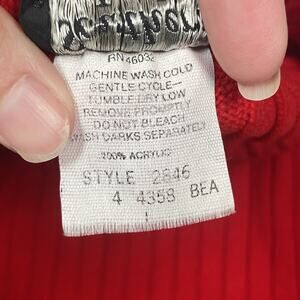 RN 46032
MACHINE WASH COLD
GENTLE CYCLE
TUMBLE DRY LOW
REMOVE PROMPTLY
DO NOT BLEACH
WASH DARKS SEPARATELY
100% ACRYLIC
STYLE 2846
4 4358 BEA